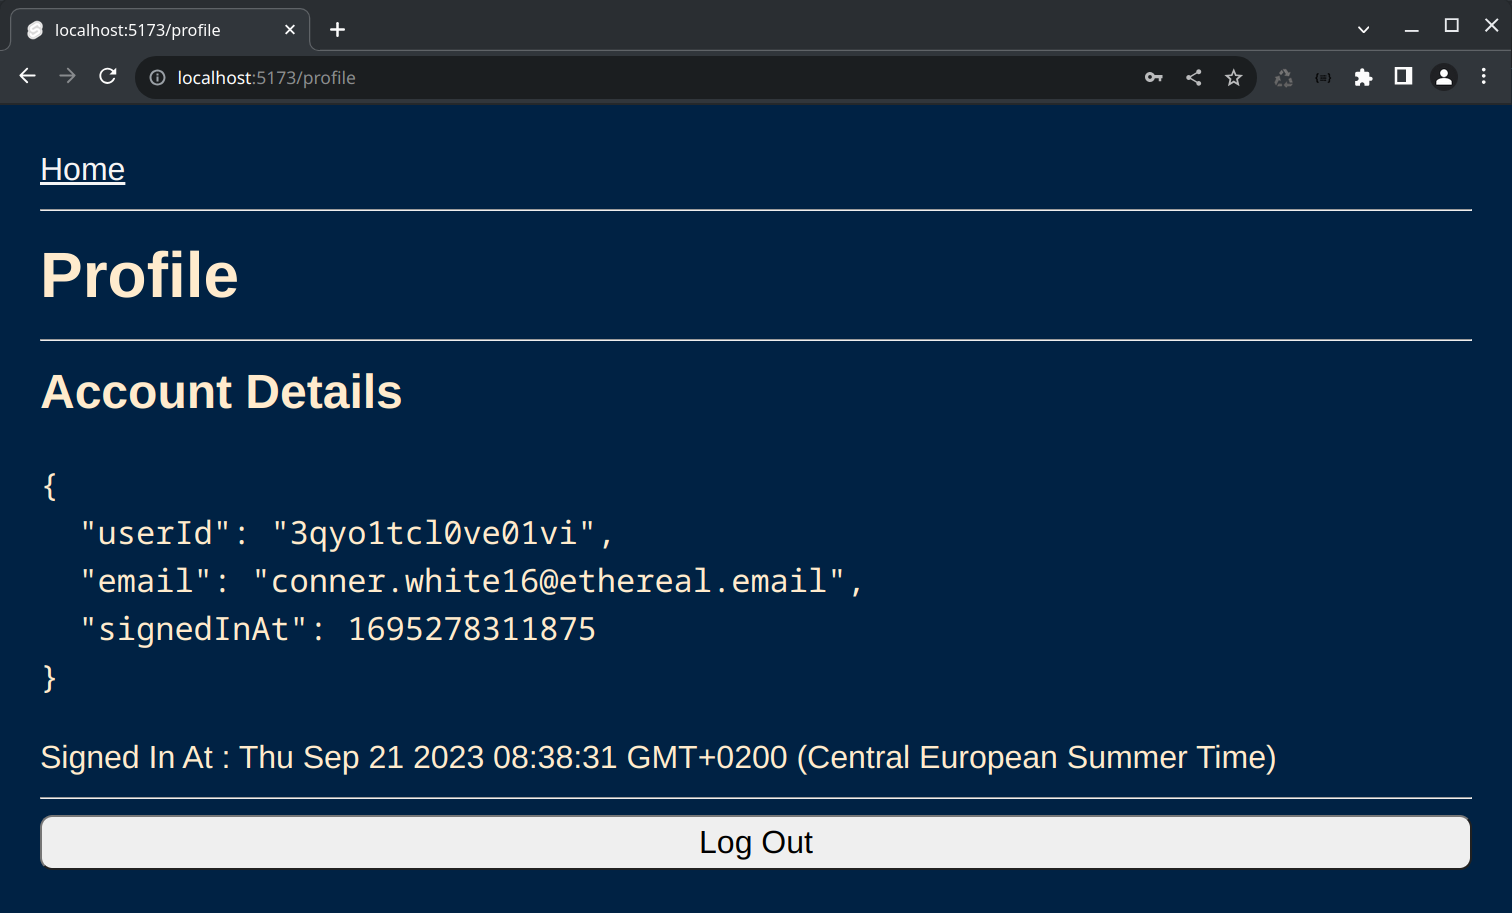 localhost:5173/profile
localhost:5173/profile
Home
Profile
Account Details
{
  "userId": "3qyo1tcl0ve01vi",
  "email": "conner.white16@ethereal.email",
  "signedInAt": 1695278311875
}
Signed In At : Thu Sep 21 2023 08:38:31 GMT+0200 (Central European Summer Time)
Log Out